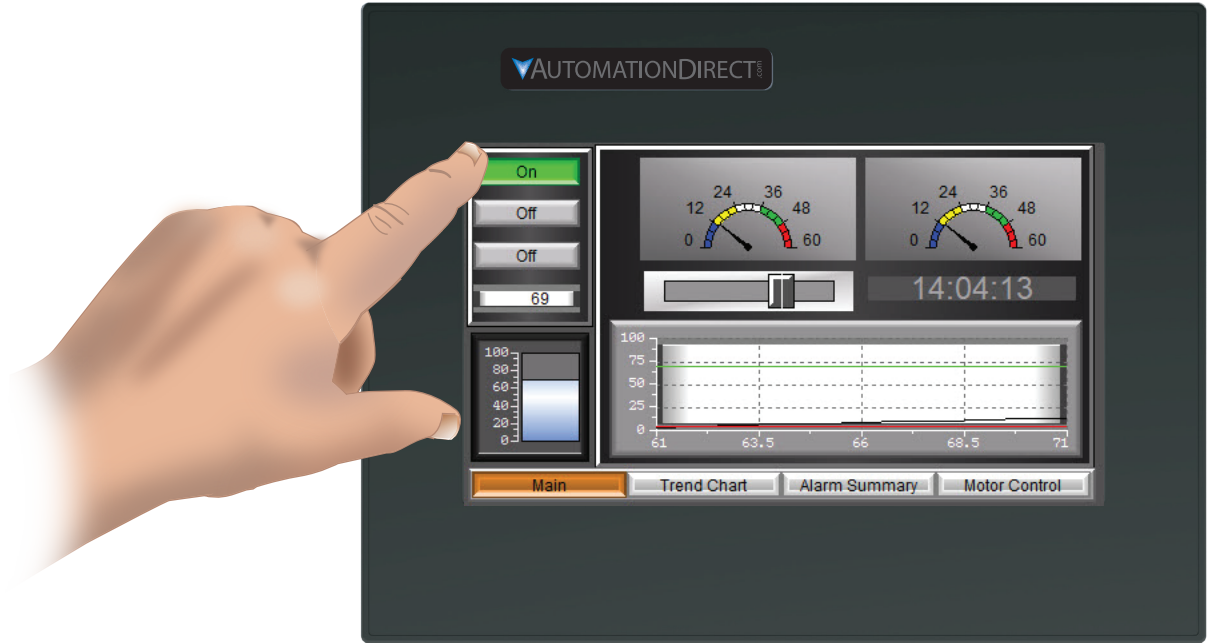 AUTOMATIONDIRECT.com
On
Off
Off
69
100
80
60
40
20
0
0 12 24 36 48 60
0 12 24 36 48 60
14:04:13
100
75
50
25
0
61 63.5 66 68.5 71
Main Trend Chart Alarm Summary Motor Control